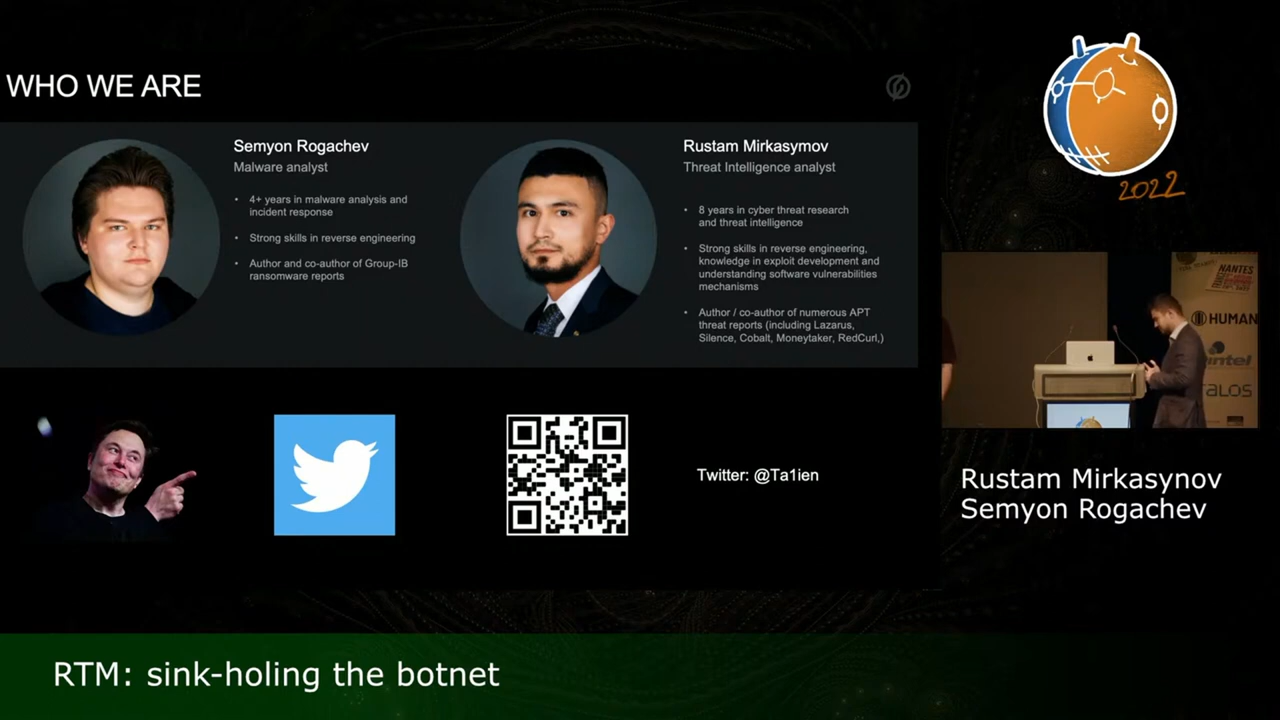 WHO WE ARE
Semyon Rogachev
Malware analyst
• 4+ years in malware analysis and
incident response
• Strong skills in reverse engineering
• Author and co-author of Group-IB
ransomware reports
Rustam Mirkasymov
Threat Intelligence analyst
• 8 years in cyber threat research
and threat intelligence
• Strong skills in reverse engineering,
knowledge in exploit development and
understanding software vulnerabilities
mechanisms
• Author / co-author of numerous APT
threat reports (including Lazarus,
Silence, Cobalt, Moneytaker, RedCurl,)
Twitter: @Ta1ien
2022
NANTES
HUMAN
intel
TALOS
Rustam Mirkasynov
Semyon Rogachev
RTM: sink-holing the botnet